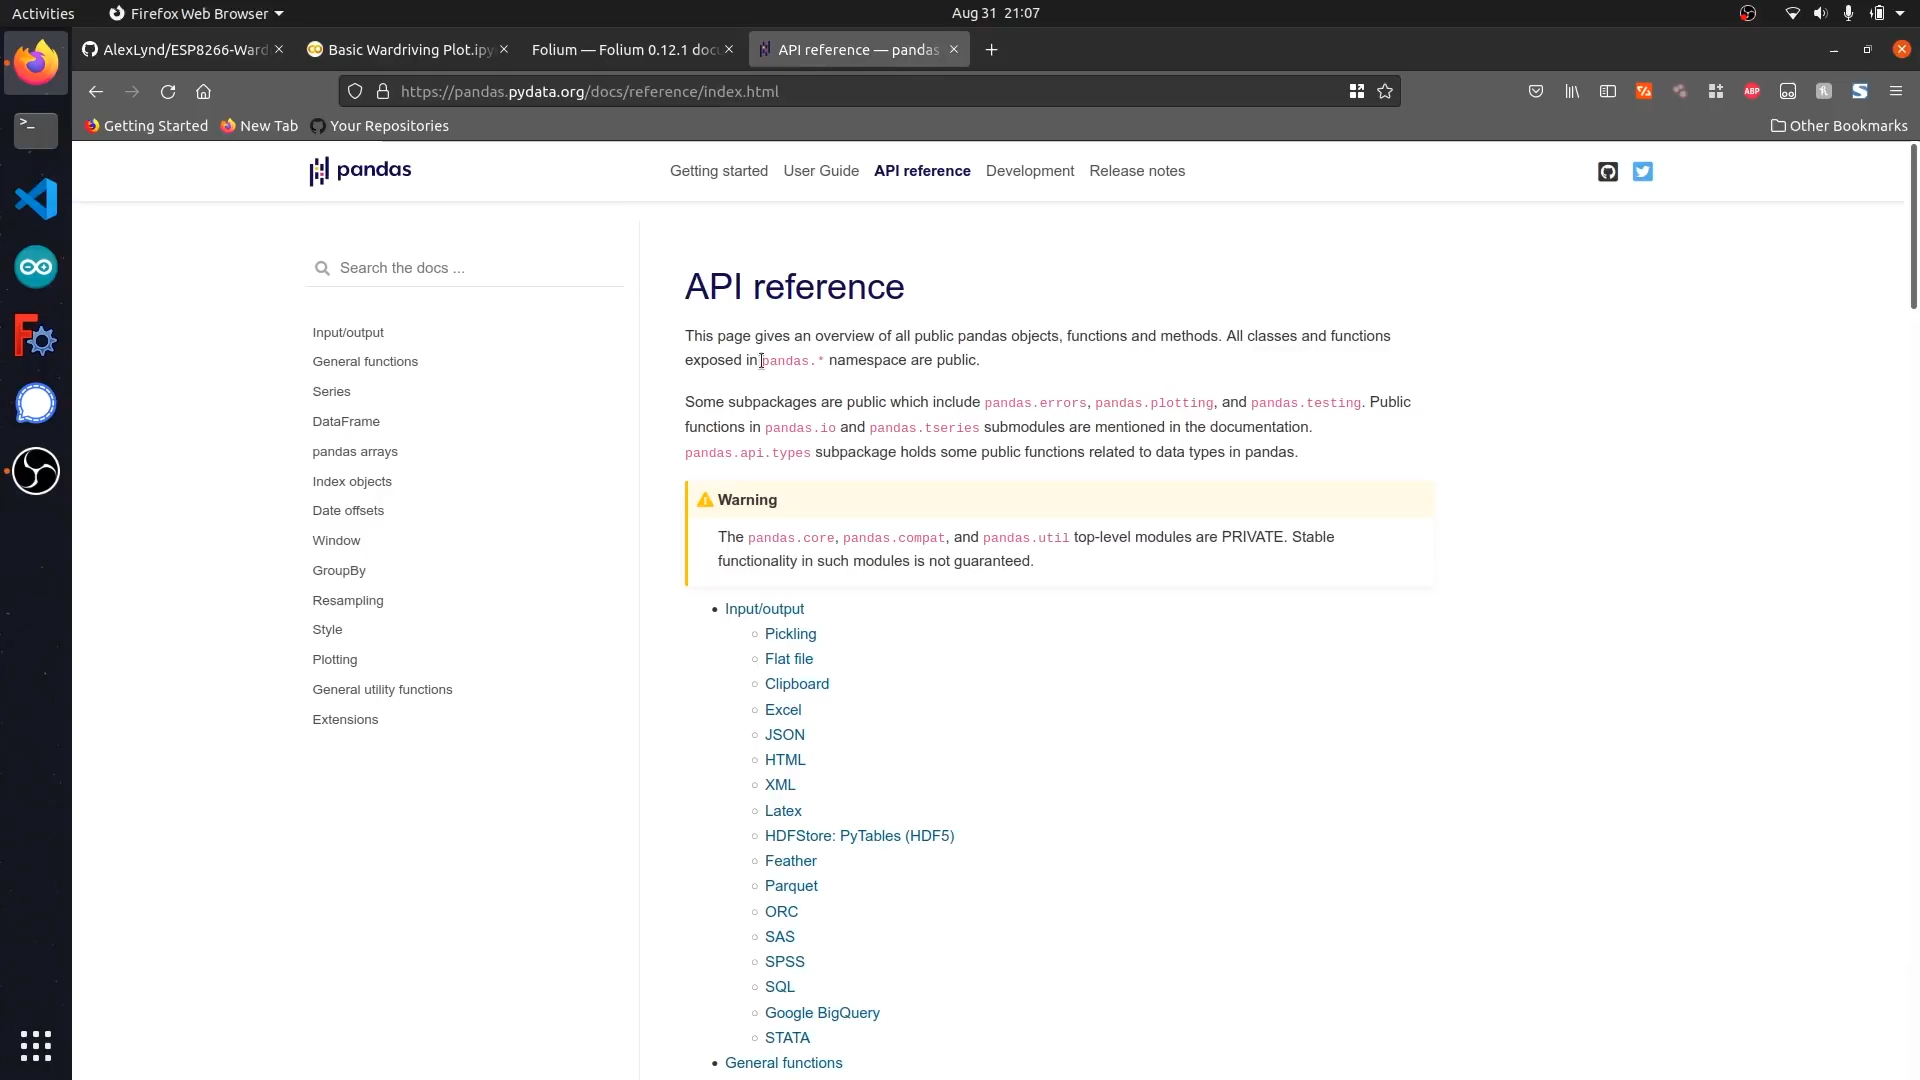 Activities
Firefox Web Browser
Aug 31 21:07
AlexLynd/ESP8266-Ward
Basic Wardriving Plot.ipy
Folium — Folium 0.12.1 doc
API reference — pandas
https://pandas.pydata.org/docs/reference/index.html
ABP
Getting Started
New Tab
Your Repositories
Other Bookmarks
pandas
Getting started
User Guide
API reference
Development
Release notes
Search the docs ...
Input/output
General functions
Series
DataFrame
pandas arrays
Index objects
Date offsets
Window
GroupBy
Resampling
Style
Plotting
General utility functions
Extensions
API reference
This page gives an overview of all public pandas objects, functions and methods. All classes and functions
exposed in pandas.* namespace are public.
Some subpackages are public which include pandas.errors, pandas.plotting, and pandas.testing. Public
functions in pandas.io and pandas.tseries submodules are mentioned in the documentation.
pandas.api.types subpackage holds some public functions related to data types in pandas.
Warning
The pandas.core, pandas.compat, and pandas.util top-level modules are PRIVATE. Stable
functionality in such modules is not guaranteed.
• Input/output
◦ Pickling
◦ Flat file
◦ Clipboard
◦ Excel
◦ JSON
◦ HTML
◦ XML
◦ Latex
◦ HDFStore: PyTables (HDF5)
◦ Feather
◦ Parquet
◦ ORC
◦ SAS
◦ SPSS
◦ SQL
◦ Google BigQuery
◦ STATA
• General functions